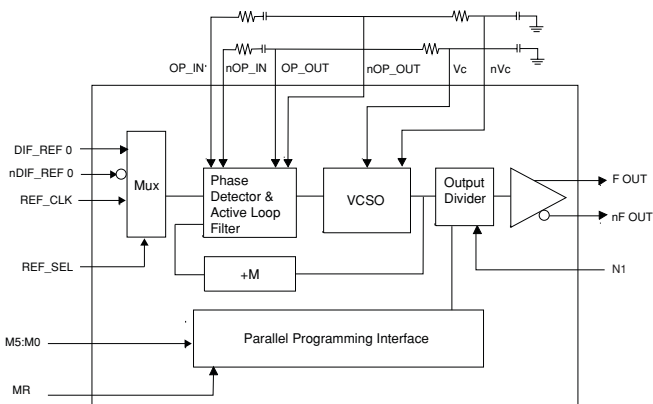 OP_IN' nOP_IN OP_OUT nOP_OUT Vc nVc
DIF_REF 0
nDIF_REF 0
REF_CLK
REF_SEL
Mux
Phase
Detector &
Active Loop
Filter
VCSO
Output
Divider
F OUT
nF OUT
+M
N1
M5:M0
Parallel Programming Interface
MR